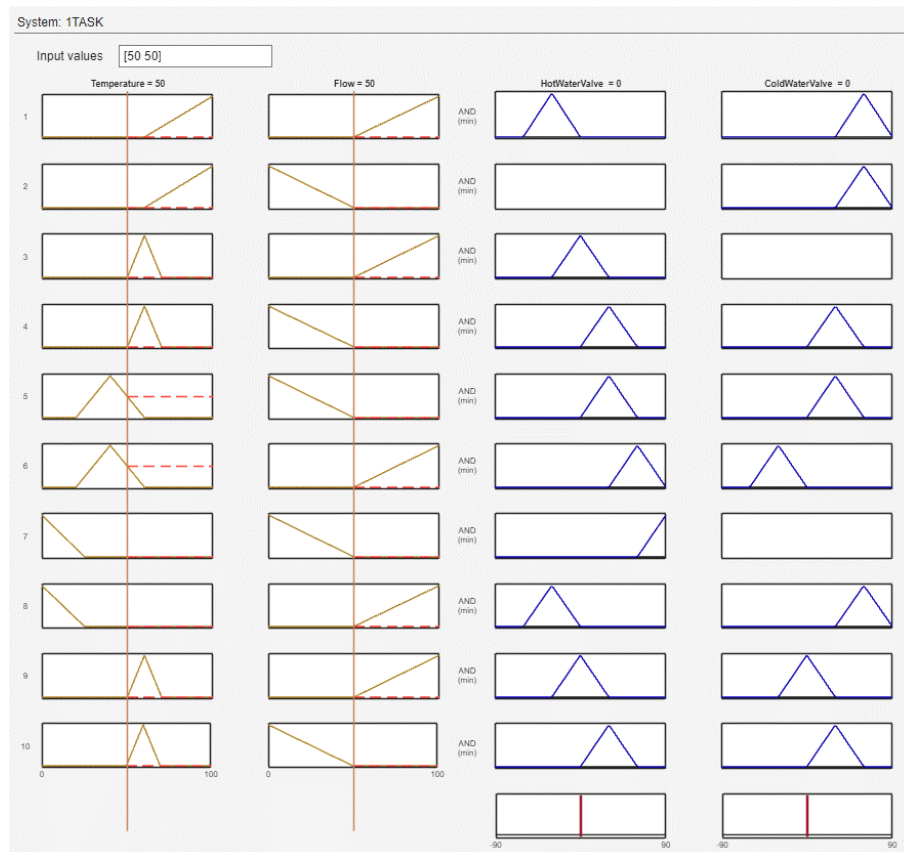 System: 1TASK
Input values [50 50]
Temperature = 50 Flow = 50 HotWaterValve = 0 ColdWaterValve = 0
1 AND
(min)
2 AND
(min)
3 AND
(min)
4 AND
(min)
5 AND
(min)
6 AND
(min)
7 AND
(min)
8 AND
(min)
9 AND
(min)
10 AND
(min)
0 100 0 100
-90 90 -90 90